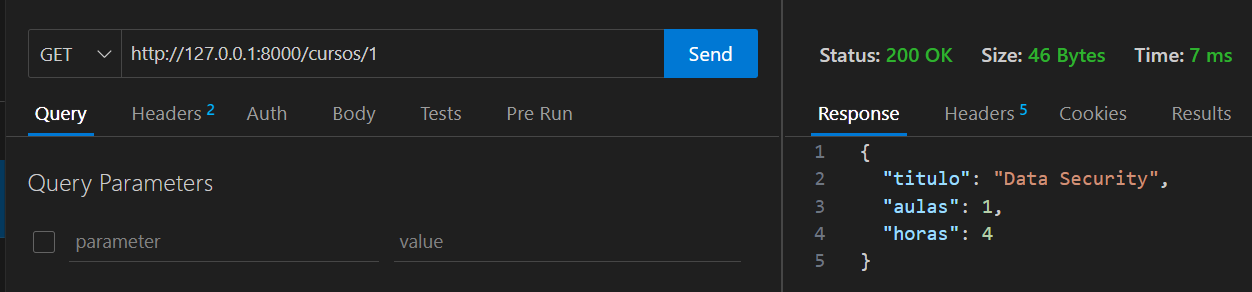 GET http://127.0.0.1:8000/cursos/1 Send
Query Headers 2 Auth Body Tests Pre Run
Query Parameters
parameter value
Status: 200 OK Size: 46 Bytes Time: 7 ms
Response Headers 5 Cookies Results
1 {
2 "titulo": "Data Security",
3 "aulas": 1,
4 "horas": 4
5 }